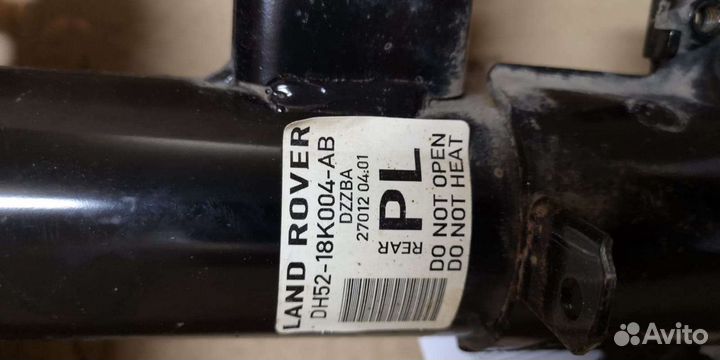 LAND ROVER
DH52-18K004-AB
DZZBA
27012 04:01
REAR PL
DO NOT OPEN
DO NOT HEAT
Avito